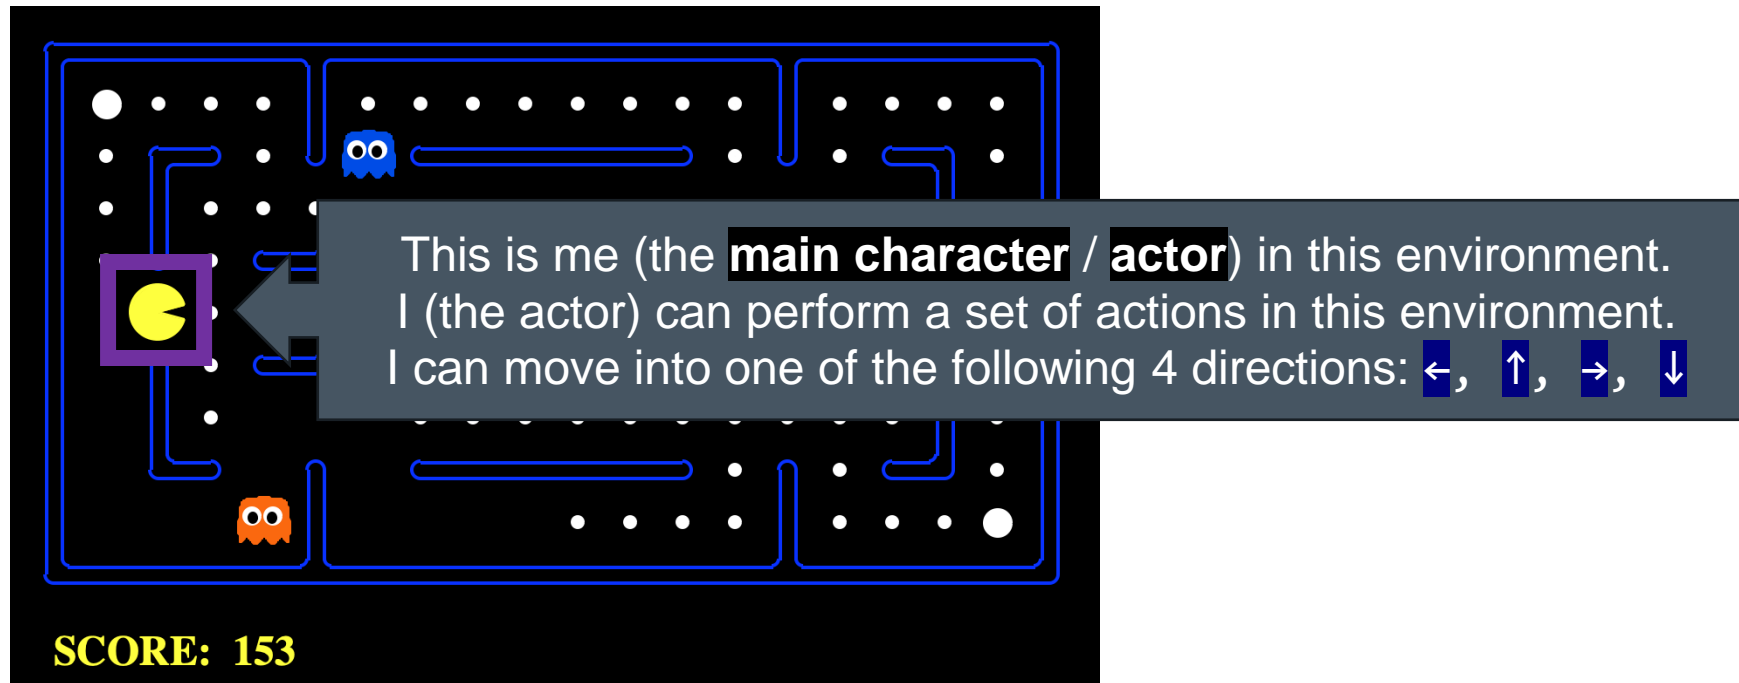 This is me (the main character / actor) in this environment.
I (the actor) can perform a set of actions in this environment.
I can move into one of the following 4 directions: ←, ↑, →, ↓
SCORE: 153